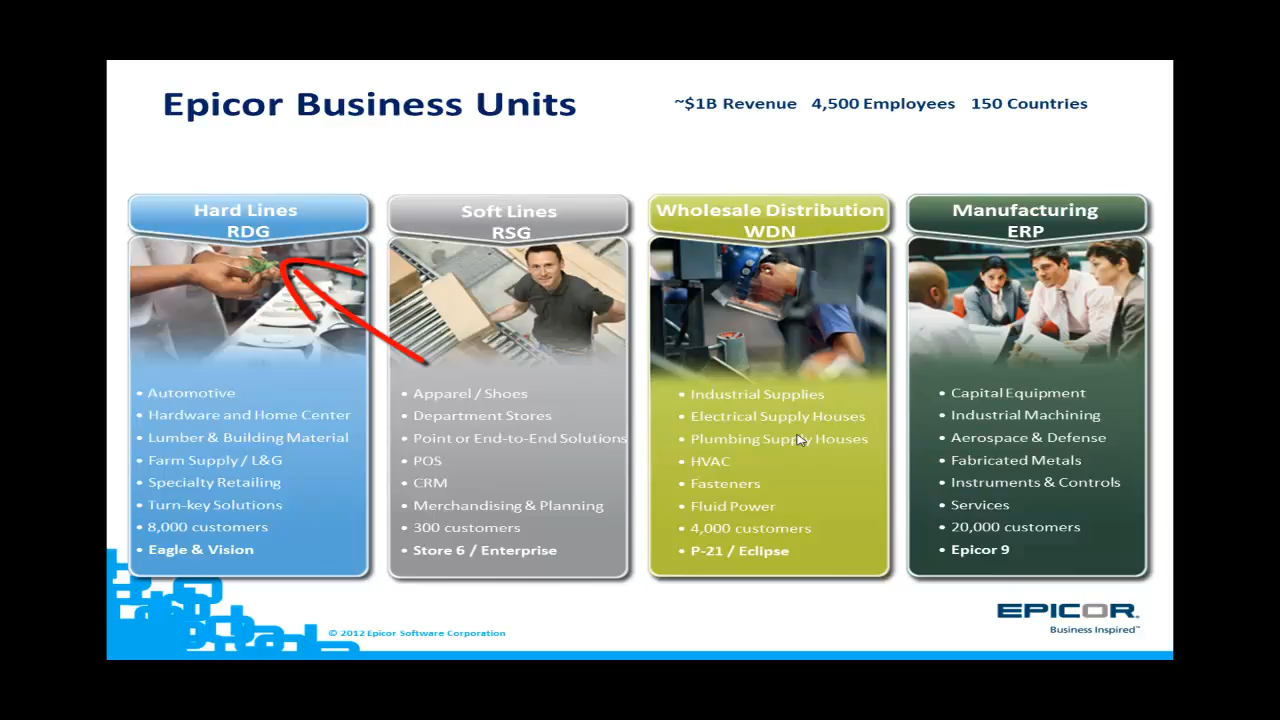 Epicor Business Units
~$1B Revenue 4,500 Employees 150 Countries
Hard Lines
RDG
• Automotive
• Hardware and Home Center
• Lumber & Building Material
• Farm Supply / L&G
• Specialty Retailing
• Turn-key Solutions
• 8,000 customers
• Eagle & Vision
Soft Lines
RSG
• Apparel / Shoes
• Department Stores
• Point or End-to-End Solutions
• POS
• CRM
• Merchandising & Planning
• 300 customers
• Store 6 / Enterprise
Wholesale Distribution
WDN
• Industrial Supplies
• Electrical Supply Houses
• Plumbing Supply Houses
• HVAC
• Fasteners
• Fluid Power
• 4,000 customers
• P-21 / Eclipse
Manufacturing
ERP
• Capital Equipment
• Industrial Machining
• Aerospace & Defense
• Fabricated Metals
• Instruments & Controls
• Services
• 20,000 customers
• Epicor 9
© 2012 Epicor Software Corporation
EPICOR®
Business Inspired™